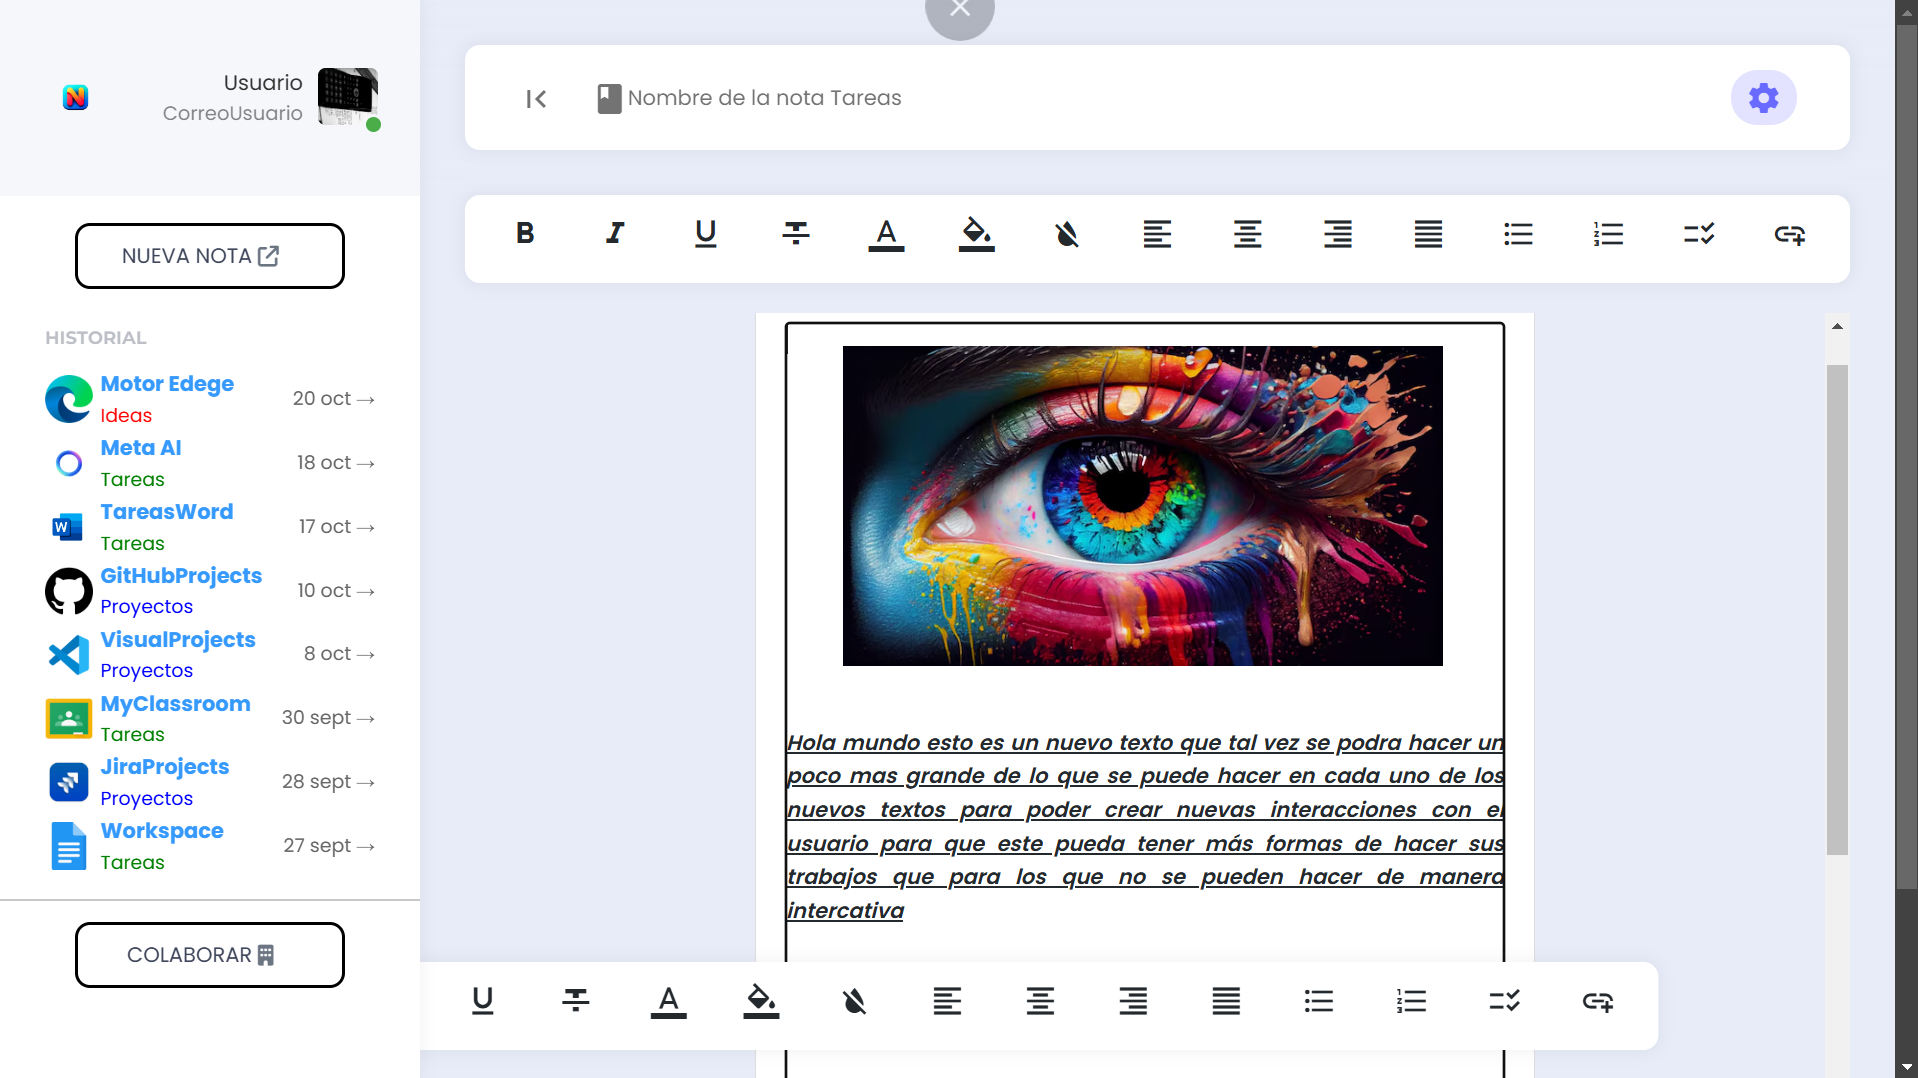 Usuario
CorreoUsuario
NUEVA NOTA
HISTORIAL
Motor Edege
Ideas
20 oct →
Meta AI
Tareas
18 oct →
TareasWord
Tareas
17 oct →
GitHubProjects
Proyectos
10 oct →
VisualProjects
Proyectos
8 oct →
MyClassroom
Tareas
30 sept →
JiraProjects
Proyectos
28 sept →
Workspace
Tareas
27 sept →
COLABORAR
Nombre de la nota Tareas
Hola mundo esto es un nuevo texto que tal vez se podra hacer un
poco mas grande de lo que se puede hacer en cada uno de los
nuevos textos para poder crear nuevas interacciones con el
usuario para que este pueda tener más formas de hacer sus
trabajos que para los que no se pueden hacer de manera
intercativa